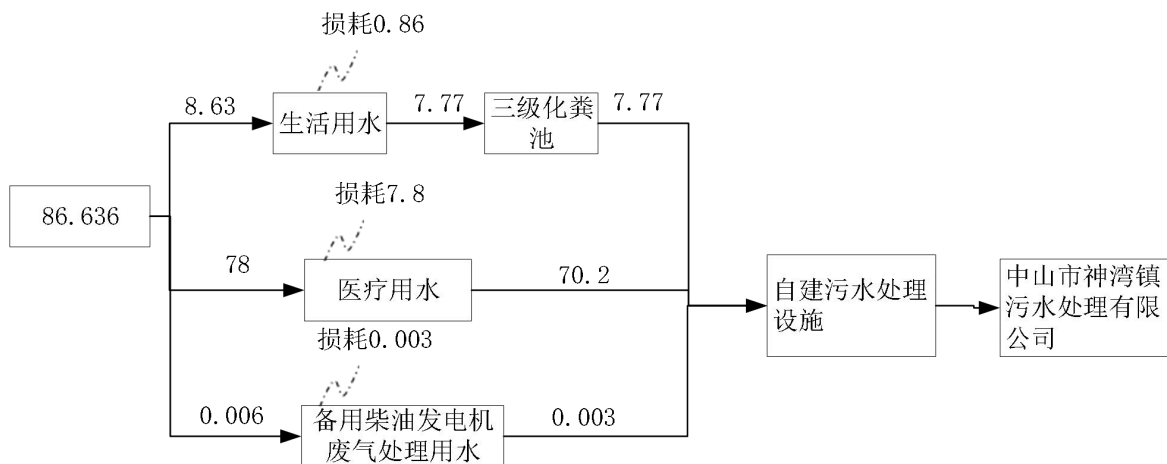 损耗0.86
8.63
生活用水
7.77
三级化粪
池
7.77
86.636
损耗7.8
78
医疗用水
70.2
自建污水处理
设施
中山市神湾镇
污水处理有限
公司
损耗0.003
0.006
备用柴油发电机
废气处理用水
0.003